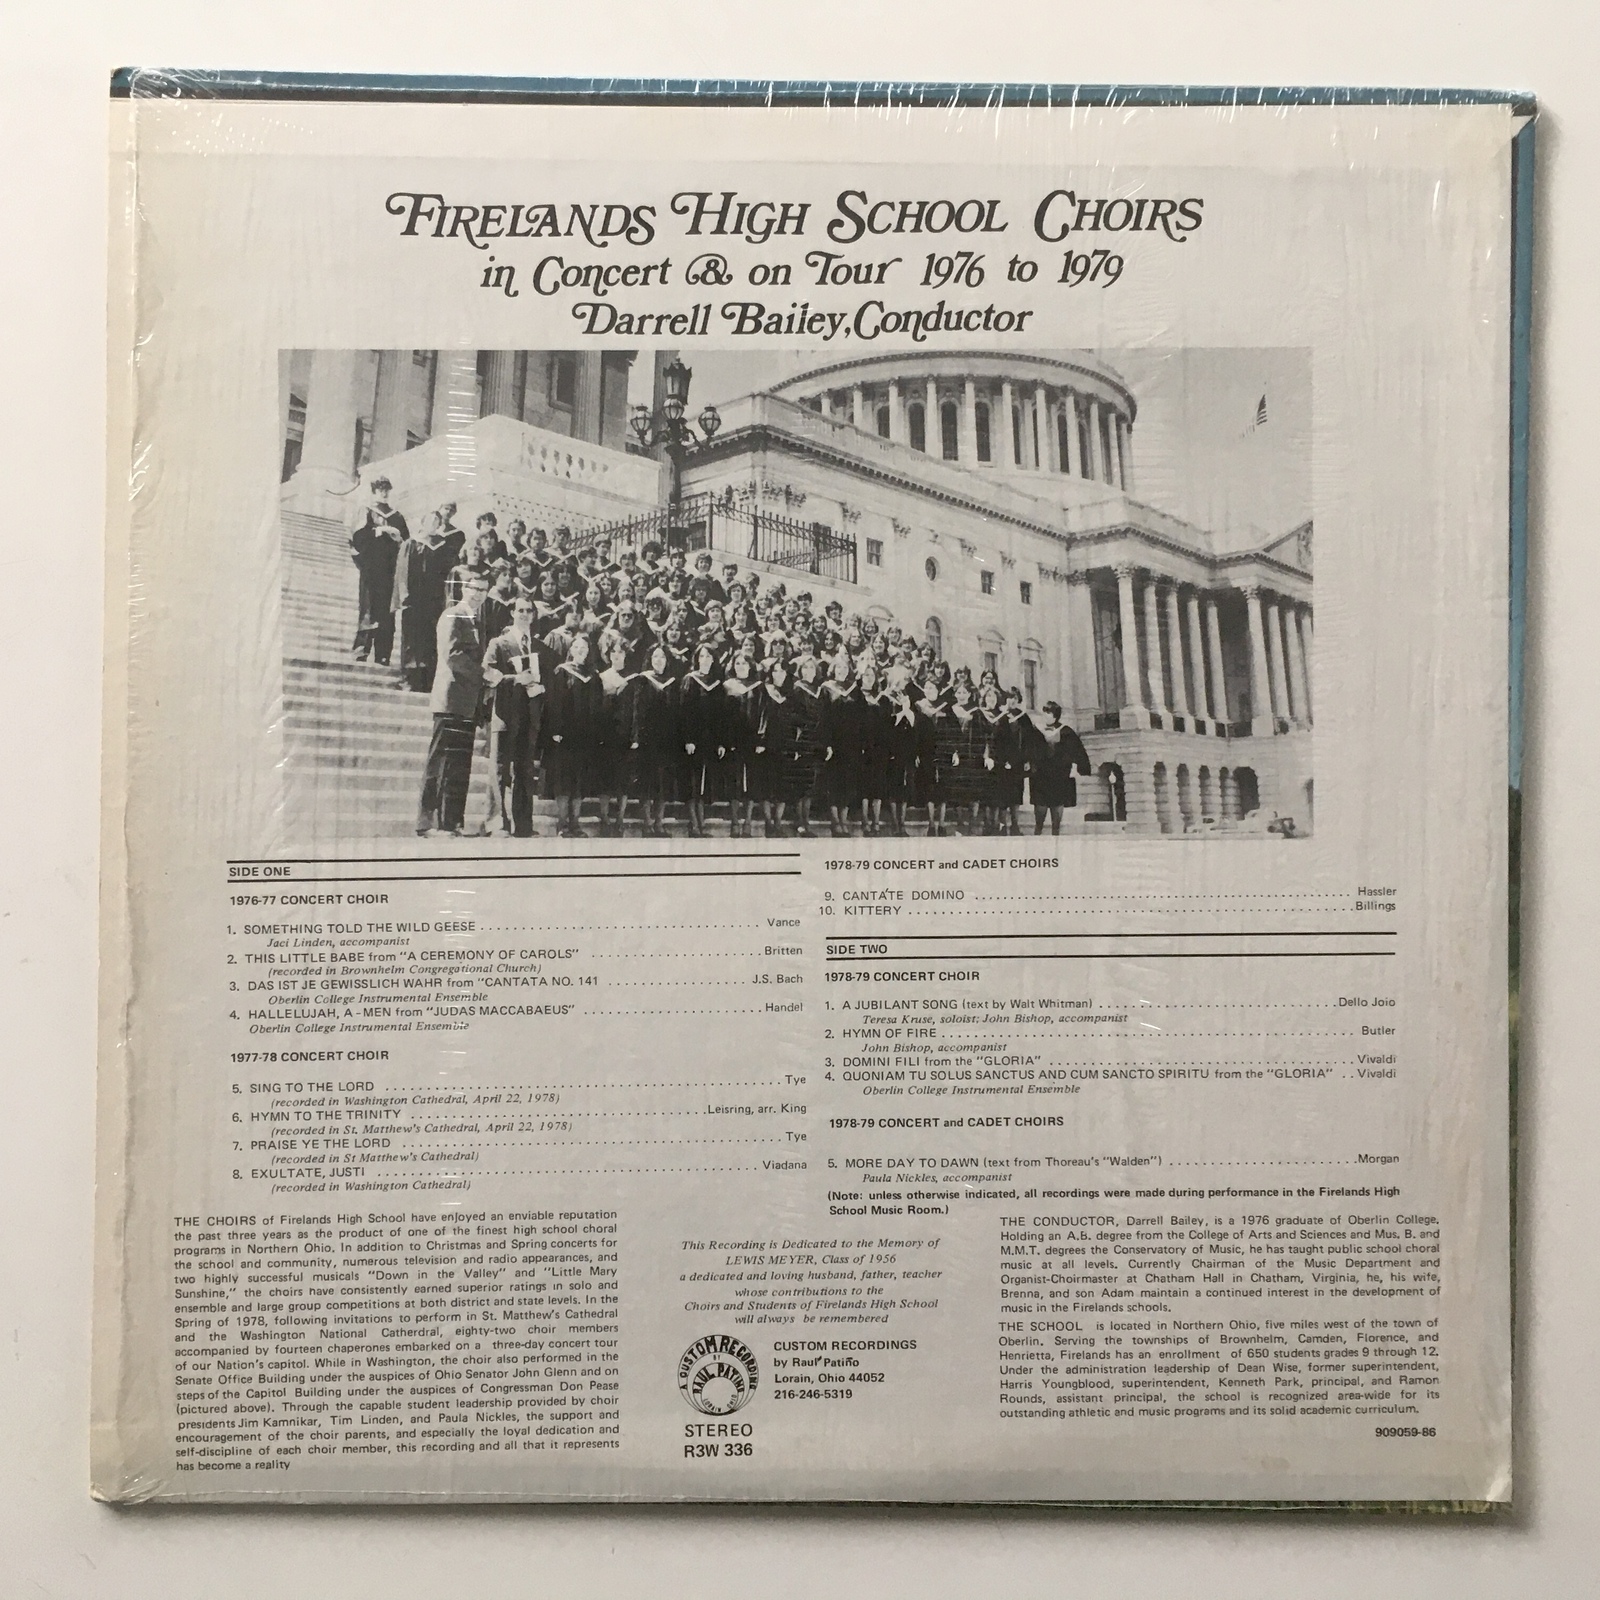 FIRELANDS HIGH SCHOOL CHOIRS
in Concert & on Tour 1976 to 1979
Darrell Bailey, Conductor
SIDE ONE
1976-77 CONCERT CHOIR
1. SOMETHING TOLD THE WILD GEESE ................................ Vance
Jaci Linden, accompanist
2. THIS LITTLE BABE from "A CEREMONY OF CAROLS" ........................ Britten
(recorded in Brownhelm Congregational Church)
3. DAS IST JE GEWISSLICH WAHR from "CANTATA NO. 141 .................... J.S. Bach
Oberlin College Instrumental Ensemble
4. HALLELUJAH, A-MEN from "JUDAS MACCABAEUS" ......................... Handel
Oberlin College Instrumental Ensemble
1977-78 CONCERT CHOIR
5. SING TO THE LORD ................................................ Tye
(recorded in Washington Cathedral, April 22, 1978)
6. HYMN TO THE TRINITY ................................... Leisring, arr. King
(recorded in St. Matthew's Cathedral, April 22, 1978)
7. PRAISE YE THE LORD .............................................. Tye
(recorded in St Matthew's Cathedral)
8. EXULTATE, JUSTI ................................................ Viadana
(recorded in Washington Cathedral)
1978-79 CONCERT and CADET CHOIRS
9. CANTATE DOMINO ................................................ Hassler
10. KITTERY ...................................................... Billings
SIDE TWO
1978-79 CONCERT CHOIR
1. A JUBILANT SONG (text by Walt Whitman) .............................. Dello Joio
Teresa Kruse, soloist; John Bishop, accompanist
2. HYMN OF FIRE .................................................... Butler
John Bishop, accompanist
3. DOMINI FILI from the "GLORIA" ...................................... Vivaldi
4. QUONIAM TU SOLUS SANCTUS AND CUM SANCTO SPIRITU from the "GLORIA" .. Vivaldi
Oberlin College Instrumental Ensemble
1978-79 CONCERT and CADET CHOIRS
5. MORE DAY TO DAWN (text from Thoreau's "Walden") ........................ Morgan
Paula Nickles, accompanist
(Note: unless otherwise indicated, all recordings were made during performance in the Firelands High
School Music Room.)
THE CHOIRS of Firelands High School have enjoyed an enviable reputation
the past three years as the product of one of the finest high school choral
programs in Northern Ohio. In addition to Christmas and Spring concerts for
the school and community, numerous television and radio appearances, and
two highly successful musicals "Down in the Valley" and "Little Mary
Sunshine," the choirs have consistently earned superior ratings in solo and
ensemble and large group competitions at both district and state levels. In the
Spring of 1978, following invitations to perform in St. Matthew's Cathedral
and the Washington National Catherdral, eighty-two choir members
accompanied by fourteen chaperones embarked on a three-day concert tour
of our Nation's capitol. While in Washington, the choir also performed in the
Senate Office Building under the auspices of Ohio Senator John Glenn and on
steps of the Capitol Building under the auspices of Congressman Don Pease
(pictured above). Through the capable student leadership provided by choir
presidents Jim Kamnikar, Tim Linden, and Paula Nickles, the support and
encouragement of the choir parents, and especially the loyal dedication and
self-discipline of each choir member, this recording and all that it represents
has become a reality
This Recording is Dedicated to the Memory of
LEWIS MEYER, Class of 1956
a dedicated and loving husband, father, teacher
whose contributions to the
Choirs and Students of Firelands High School
will always be remembered
A CUSTOM RECORDING
BY
RAUL PATINO
LORAIN OHIO
CUSTOM RECORDINGS
by Raul Patiño
Lorain, Ohio 44052
216-246-5319
STEREO
R3W 336
THE CONDUCTOR, Darrell Bailey, is a 1976 graduate of Oberlin College.
Holding an A.B. degree from the College of Arts and Sciences and Mus. B. and
M.M.T. degrees the Conservatory of Music, he has taught public school choral
music at all levels. Currently Chairman of the Music Department and
Organist-Choirmaster at Chatham Hall in Chatham, Virginia, he, his wife,
Brenna, and son Adam maintain a continued interest in the development of
music in the Firelands schools.
THE SCHOOL is located in Northern Ohio, five miles west of the town of
Oberlin. Serving the townships of Brownhelm, Camden, Florence, and
Henrietta, Firelands has an enrollment of 650 students grades 9 through 12.
Under the administration leadership of Dean Wise, former superintendent,
Harris Youngblood, superintendent, Kenneth Park, principal, and Ramon
Rounds, assistant principal, the school is recognized area-wide for its
outstanding athletic and music programs and its solid academic curriculum.
909059-86